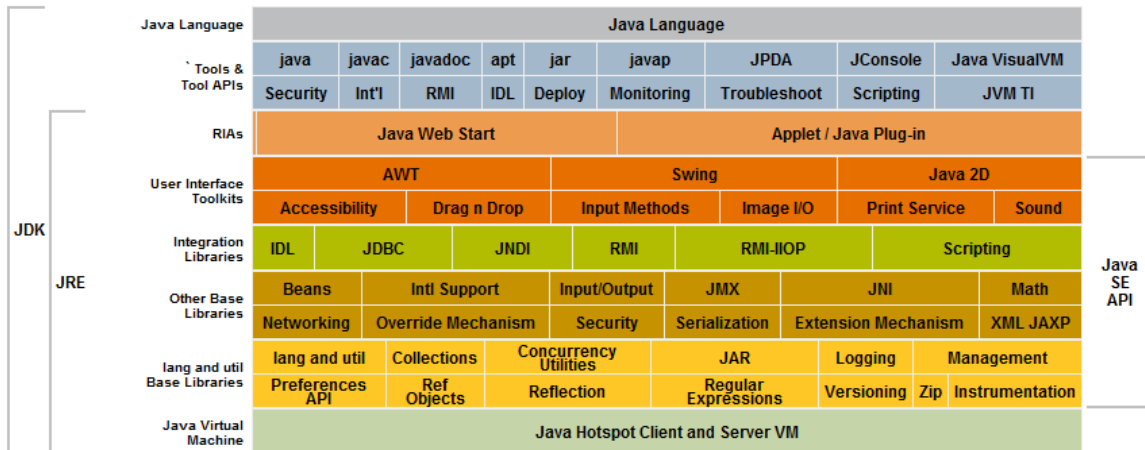 Java Language Java Language
java javac javadoc apt jar javap JPDA JConsole Java VisualVM
` Tools &
Tool APIs
Security Int'l RMI IDL Deploy Monitoring Troubleshoot Scripting JVM TI
RIAs Java Web Start Applet / Java Plug-in
AWT Swing Java 2D
User Interface
Toolkits
Accessibility Drag n Drop Input Methods Image I/O Print Service Sound
JDK
Integration
Libraries
IDL JDBC JNDI RMI RMI-IIOP Scripting
JRE
Java
SE
API
Beans Intl Support Input/Output JMX JNI Math
Other Base
Libraries
Networking Override Mechanism Security Serialization Extension Mechanism XML JAXP
lang and util Collections Concurrency
Utilities JAR Logging Management
lang and util
Base Libraries
Preferences
API Ref
Objects Reflection Regular
Expressions Versioning Zip Instrumentation
Java Virtual
Machine
Java Hotspot Client and Server VM